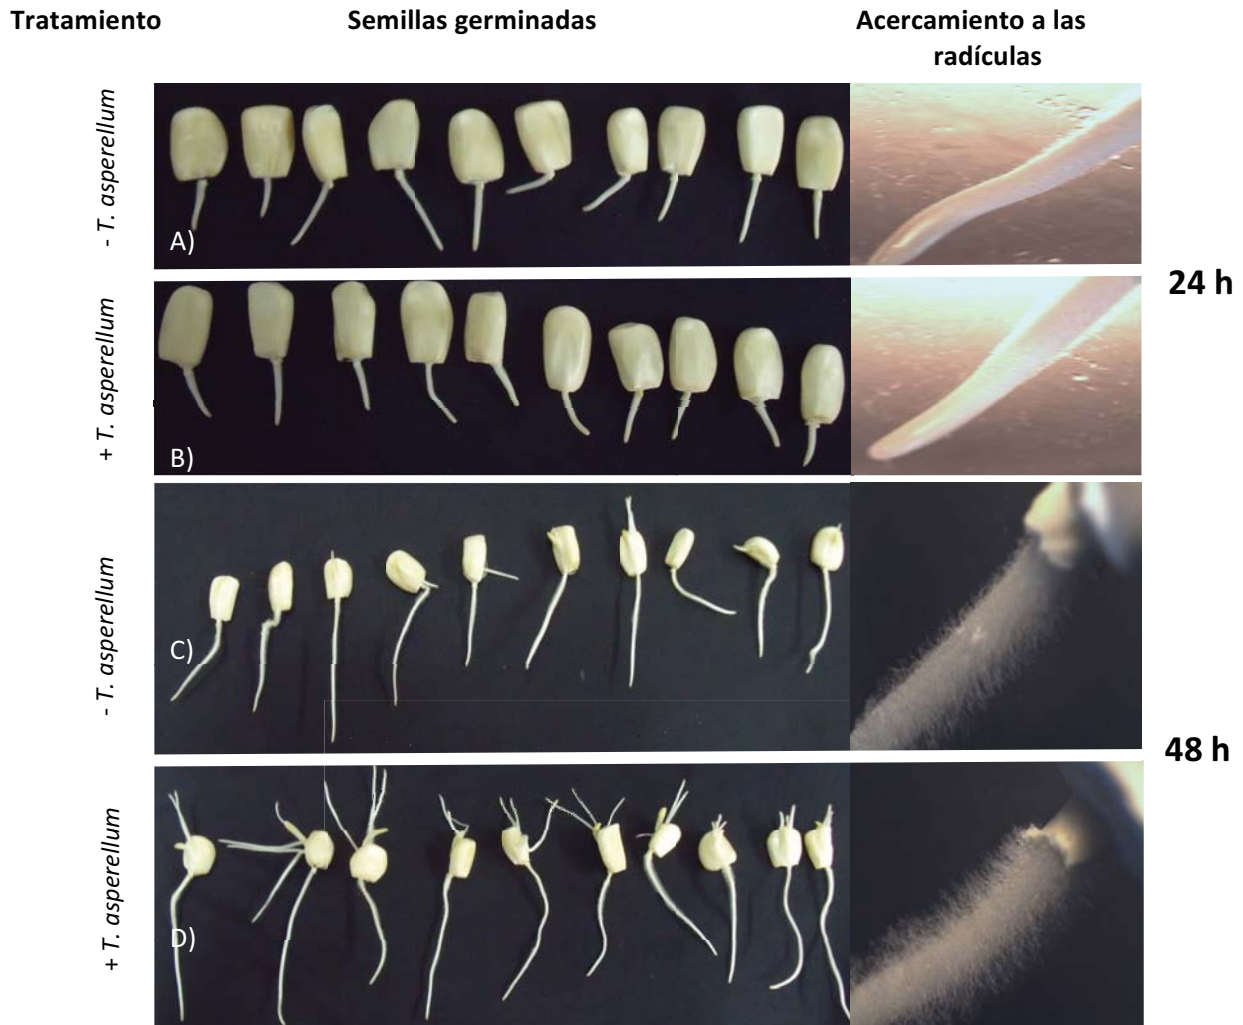 Tratamiento
Semillas germinadas
Acercamiento a las
radículas
- T. asperellum
A)
24 h
+ T. asperellum
B)
- T. asperellum
C)
48 h
+ T. asperellum
D)